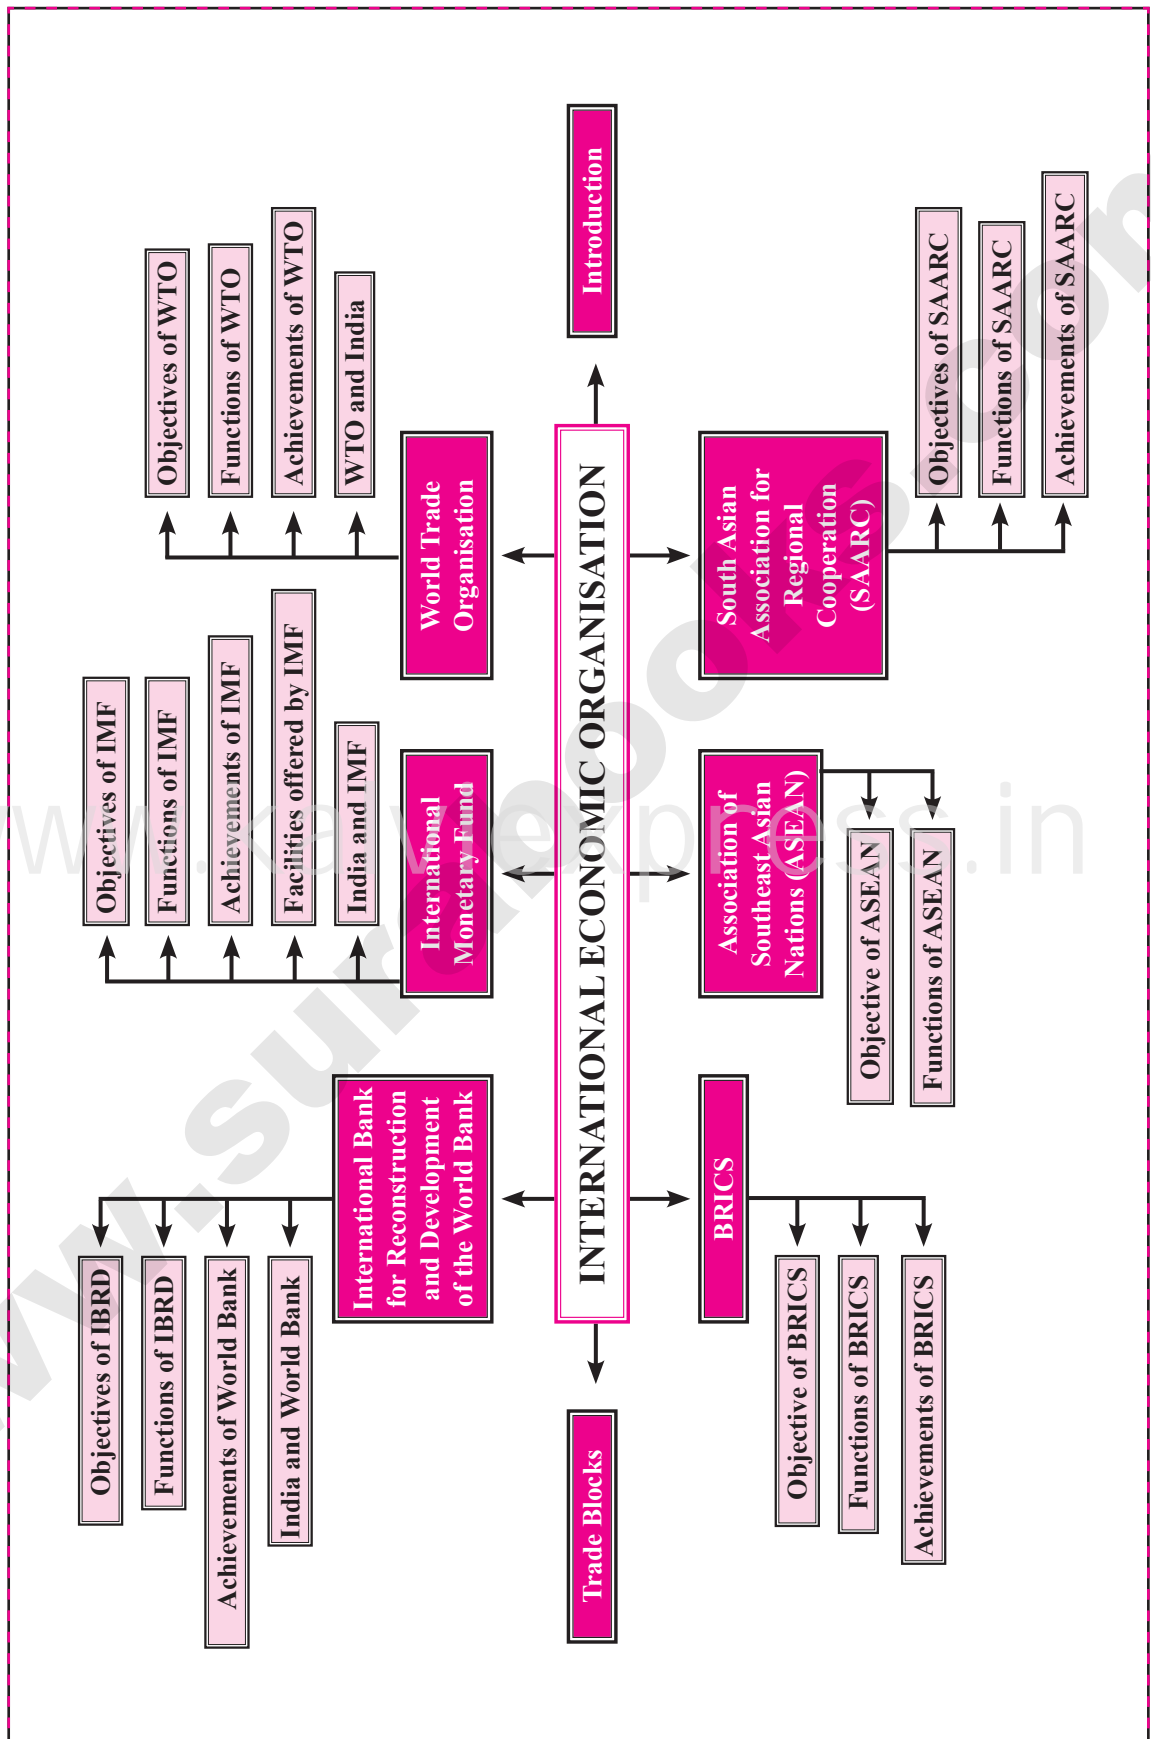 Objectives of IBRD
Functions of IBRD
Achievements of World Bank
India and World Bank
International Bank
for Reconstruction
and Development
of the World Bank
Objectives of IMF
Functions of IMF
Achievements of IMF
Facilities offered by IMF
India and IMF
International
Monetary Fund
Objectives of WTO
Functions of WTO
Achievements of WTO
WTO and India
World Trade
Organisation
Trade Blocks
INTERNATIONAL ECONOMIC ORGANISATION
Introduction
BRICS
Objective of BRICS
Functions of BRICS
Achievements of BRICS
Association of
Southeast Asian
Nations (ASEAN)
Objective of ASEAN
Functions of ASEAN
South Asian
Association for
Regional
Cooperation
(SAARC)
Objectives of SAARC
Functions of SAARC
Achievements of SAARC
www.kalviexpress.in
www.surabooks.com